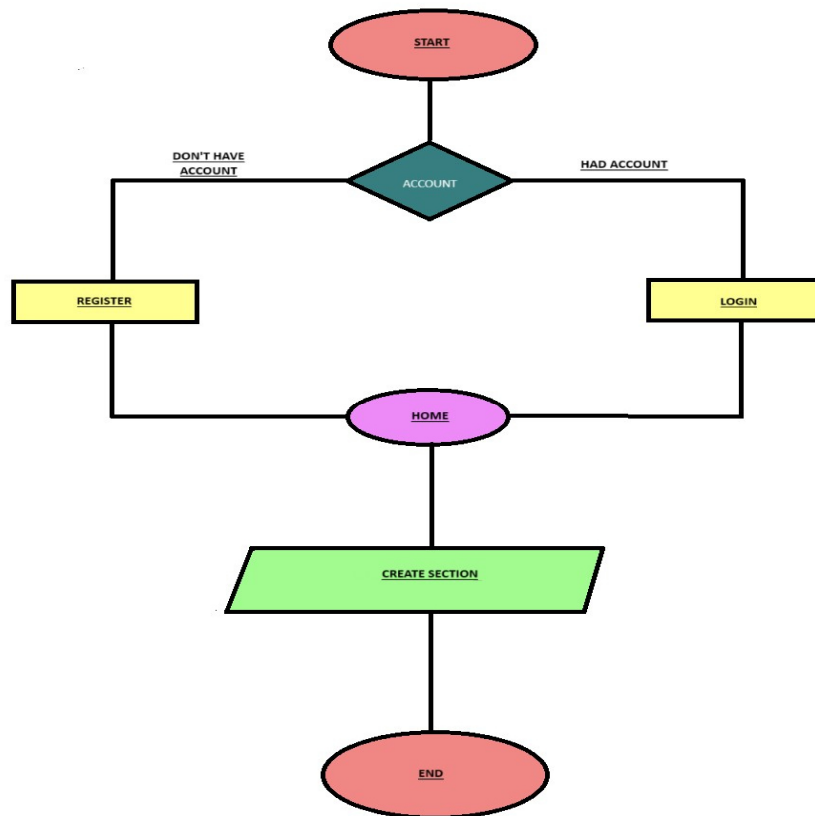 START
DON'T HAVE
ACCOUNT
ACCOUNT
HAD ACCOUNT
REGISTER
LOGIN
HOME
CREATE SECTION
END